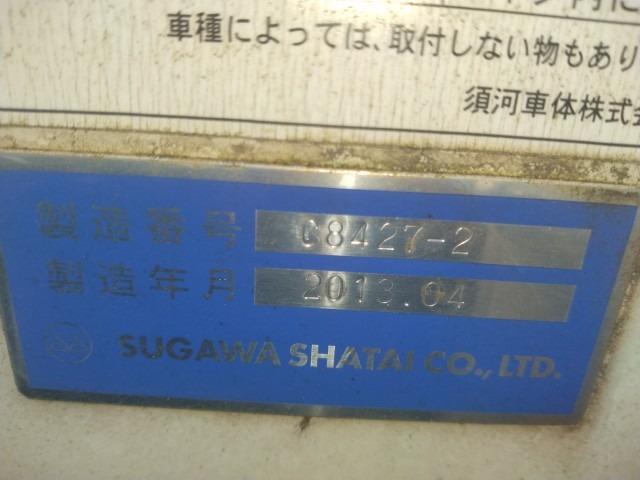 車種によっては、取付しない物もあり
須河車体株式会
製造番号 C8427-2
製造年月 2013.04
SUGAWA SHATAI CO., LTD.